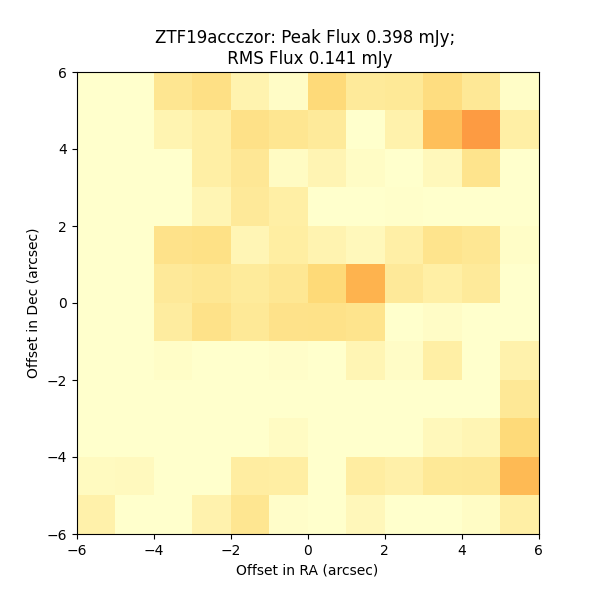 ZTF19accczor: Peak Flux 0.398 mJy;
RMS Flux 0.141 mJy
6
4
2
0
−2
−4
−6
Offset in Dec (arcsec)
−6 −4 −2 0 2 4 6
Offset in RA (arcsec)